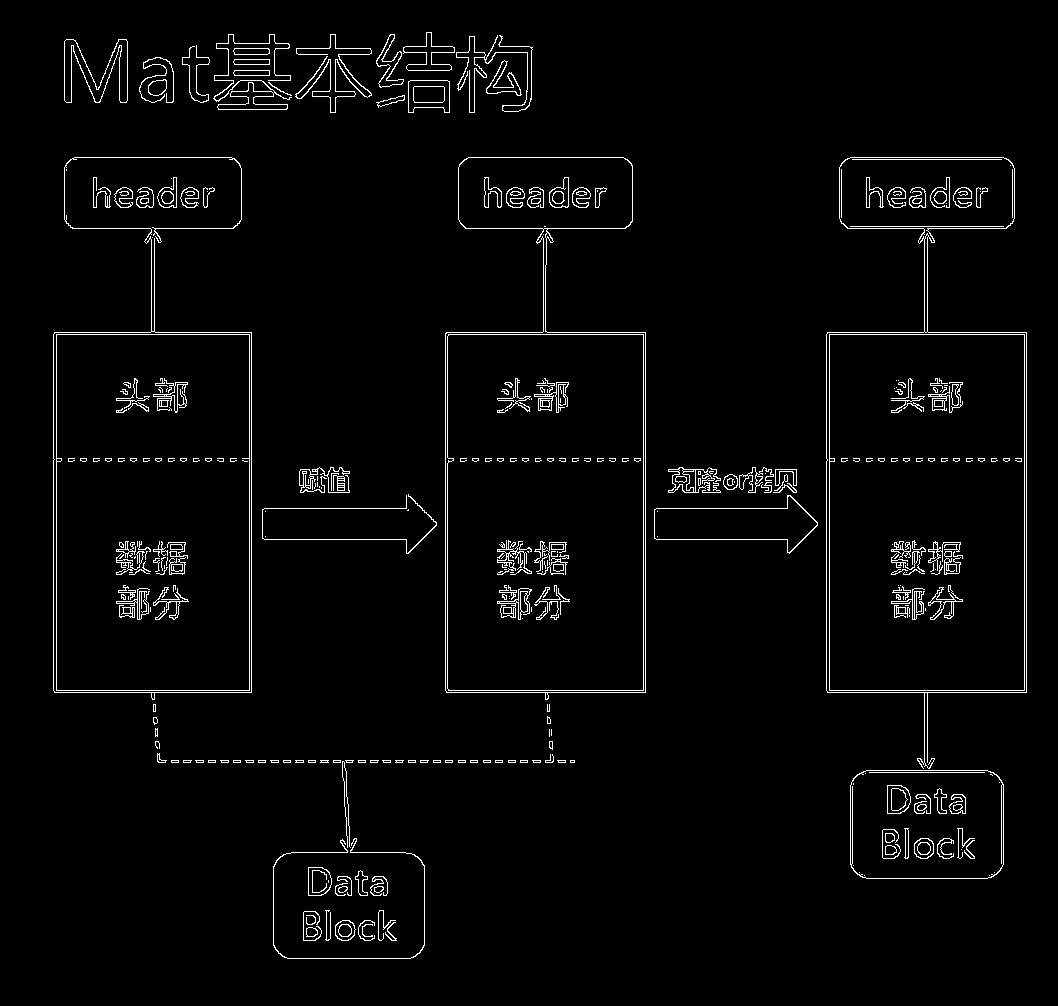 Mat基本结构
header
header
header
头部
头部
头部
赋值
克隆or拷贝
数据
部分
数据
部分
数据
部分
Data
Block
Data
Block